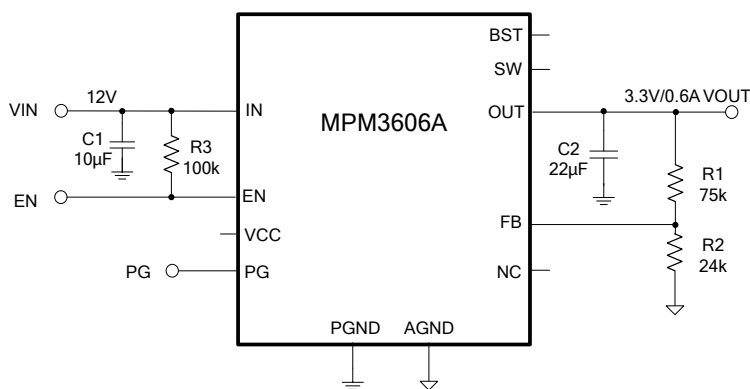 BST
SW
VIN
12V
IN
MPM3606A
OUT
3.3V/0.6A VOUT
C1
10µF
R3
100k
C2
22µF
R1
75k
EN
EN
FB
VCC
R2
24k
PG
PG
NC
PGND
AGND